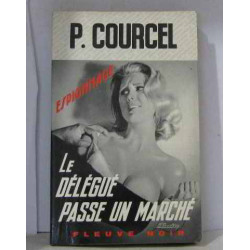 P. COURCEL
ESPIONNAGE
LE
DÉLÉGUÉ
PASSE UN MARCHÉ
FLEUVE NOIR